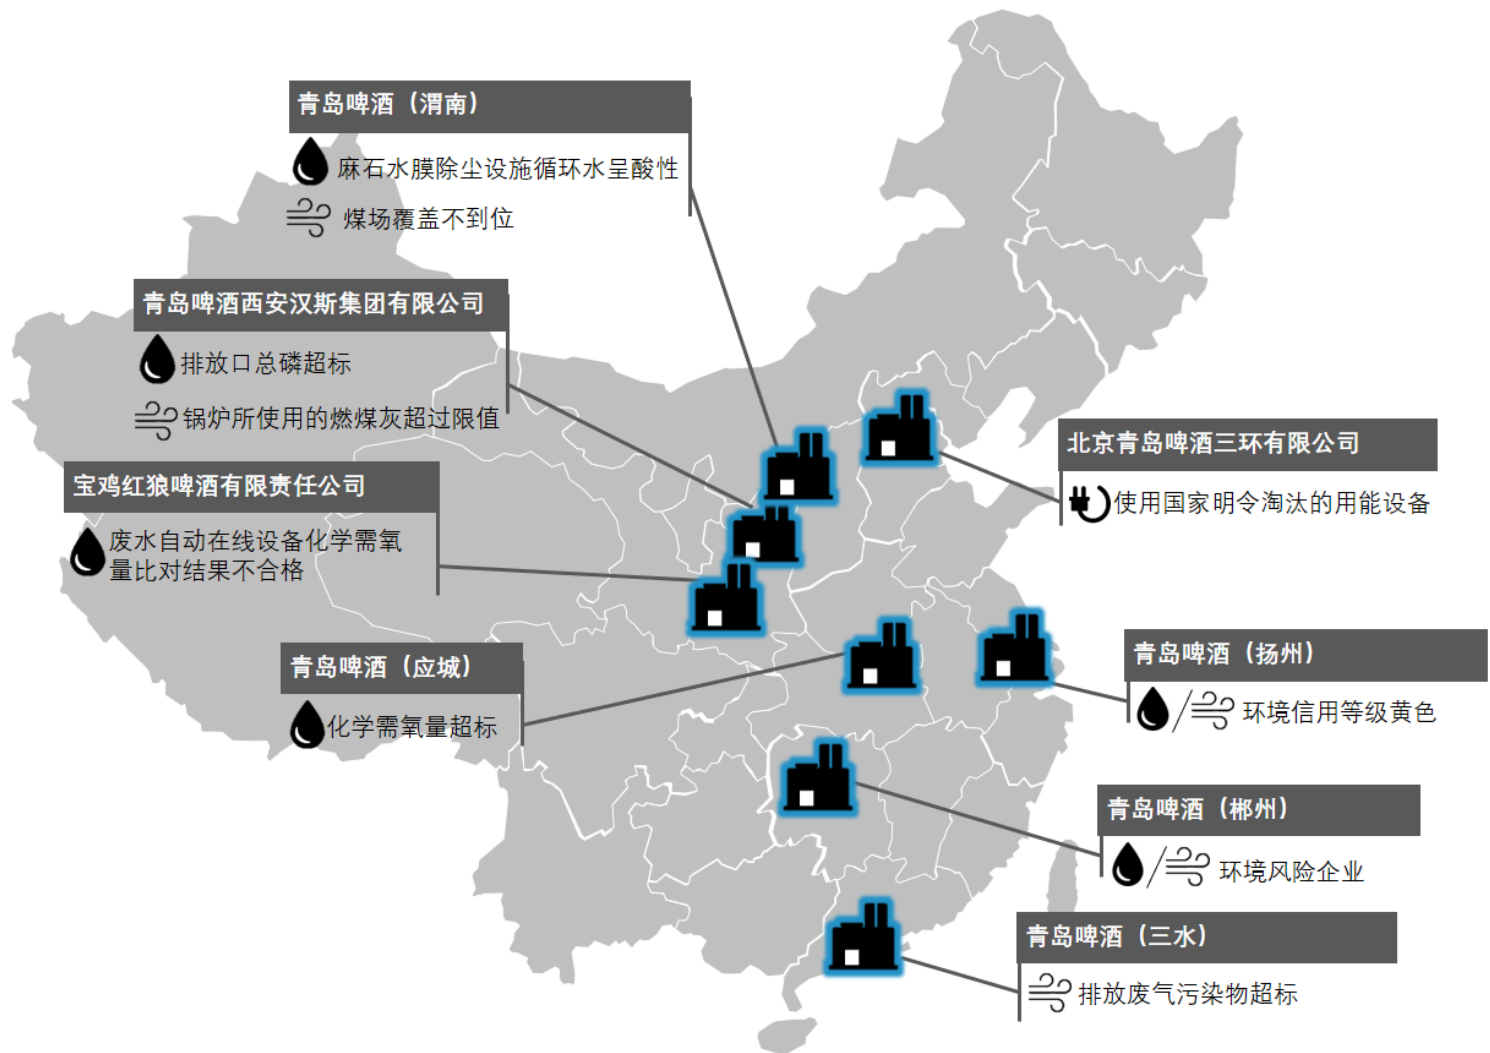 青岛啤酒（渭南）
麻石水膜除尘设施循环水呈酸性
煤场覆盖不到位
青岛啤酒西安汉斯集团有限公司
排放口总磷超标
锅炉所使用的燃煤灰超过限值
宝鸡红狼啤酒有限责任公司
废水自动在线设备化学需氧
量比对结果不合格
青岛啤酒（应城）
化学需氧量超标
北京青岛啤酒三环有限公司
使用国家明令淘汰的用能设备
青岛啤酒（扬州）
环境信用等级黄色
青岛啤酒（郴州）
环境风险企业
青岛啤酒（三水）
排放废气污染物超标